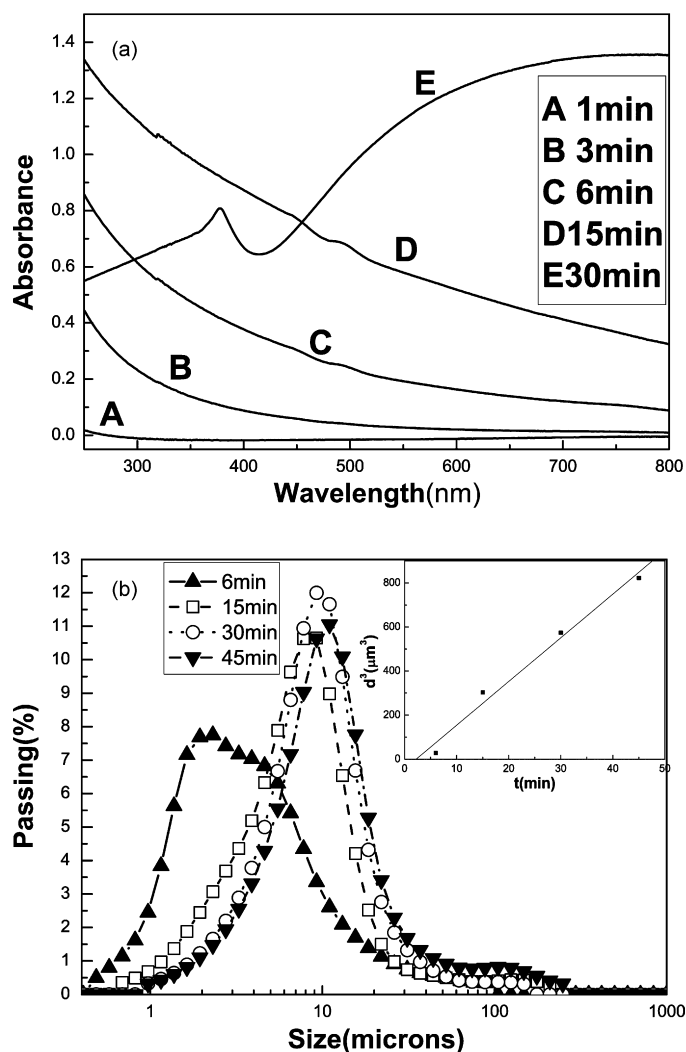 (a)
1.4
1.2
1.0
0.8
0.6
0.4
0.2
0.0
Absorbance
A
B
C
D
E
A 1min
B 3min
C 6min
D15min
E30min
300 400 500 600 700 800
Wavelength(nm)
(b)
13
12
11
10
9
8
7
6
5
4
3
2
1
0
Passing(%)
6min
15min
30min
45min
800
600
400
200
0
d³(μm³)
0 10 20 30 40 50
t(min)
1 10 100 1000
Size(microns)